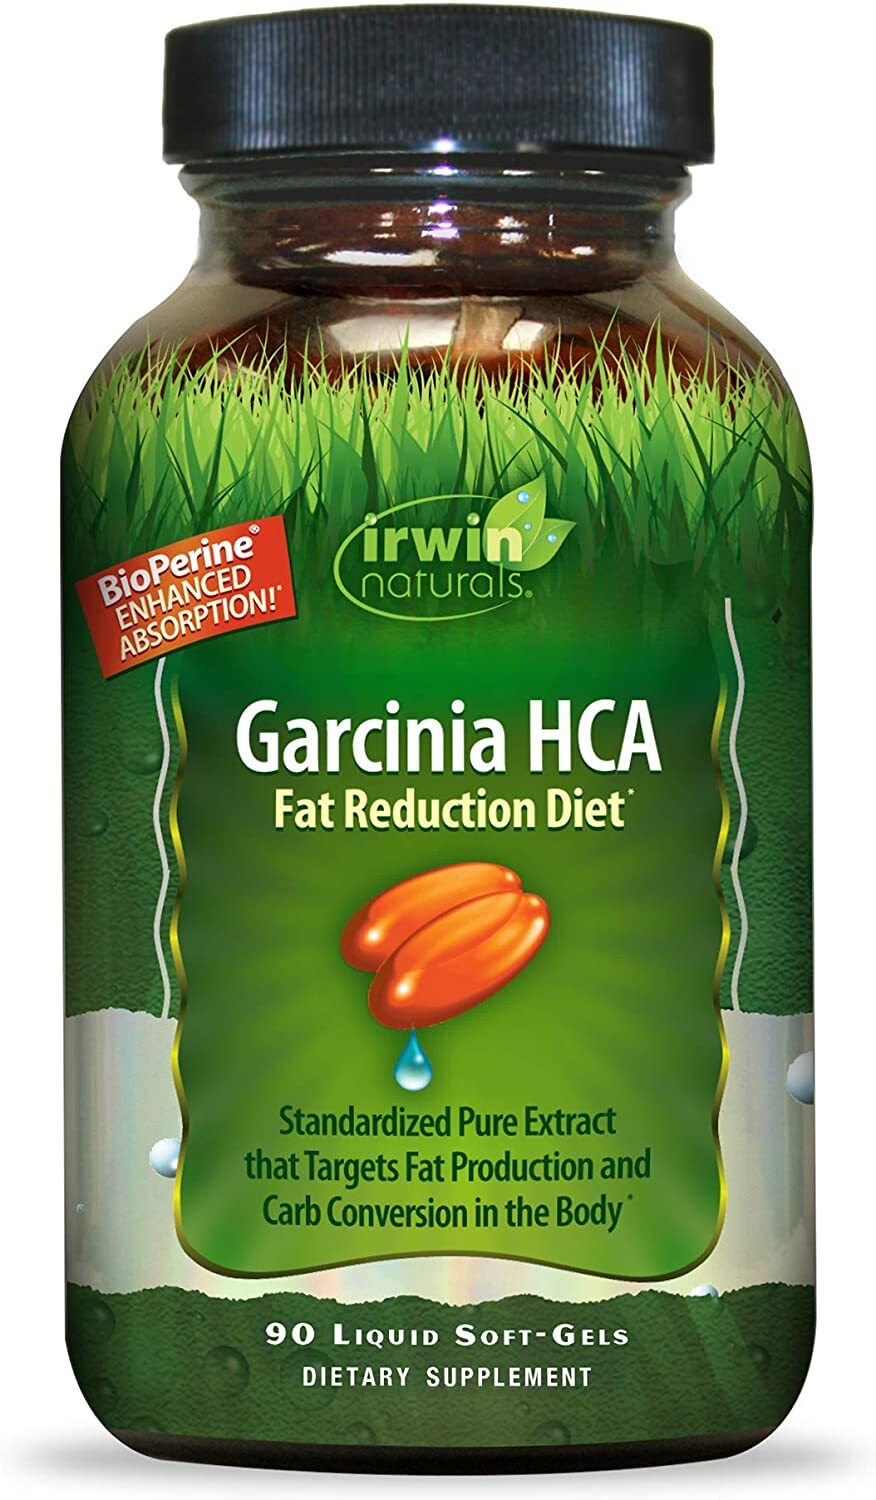 irwin
naturals®
BioPerine®
ENHANCED
ABSORPTION!*
Garcinia HCA
Fat Reduction Diet*
Standardized Pure Extract
that Targets Fat Production and
Carb Conversion in the Body*
90 Liquid Soft-Gels
DIETARY SUPPLEMENT